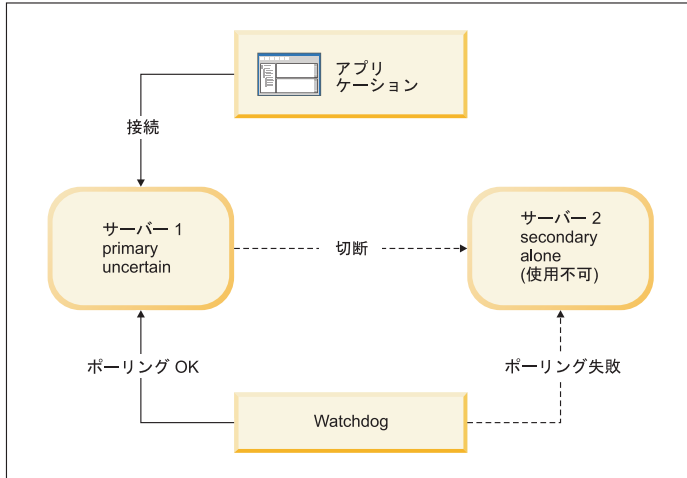 アプリ
ケーション
接続
サーバー 1
primary
uncertain
切断
サーバー 2
secondary
alone
(使用不可)
ポーリング OK
ポーリング失敗
Watchdog